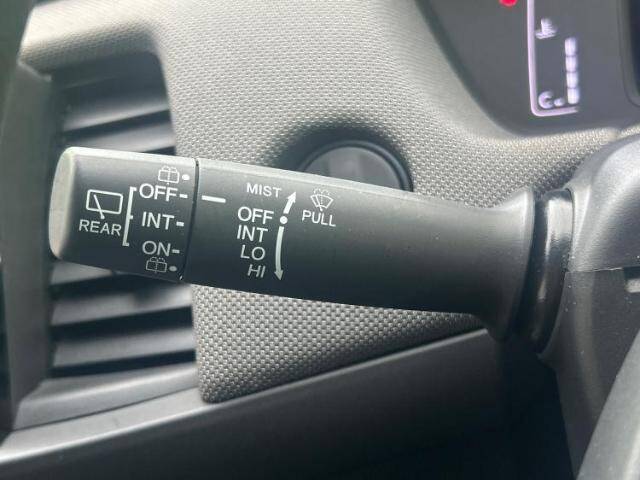 REAR
OFF
INT
ON
MIST
OFF
INT
LO
HI
PULL
C